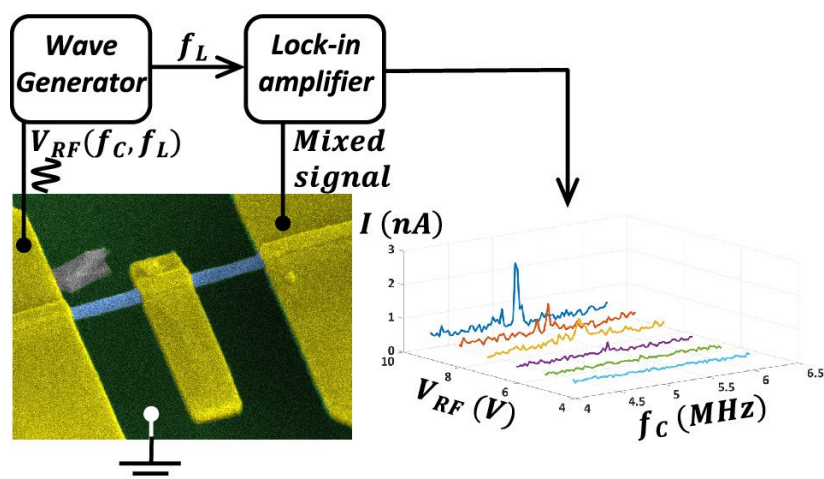 Wave
Generator
f_L
Lock-in
amplifier
V_RF(f_C, f_L)
Mixed
signal
I (nA)
3
2
1
0
10
8
6
4
V_RF (V)
4
4.5
5
5.5
6
6.5
f_C (MHz)